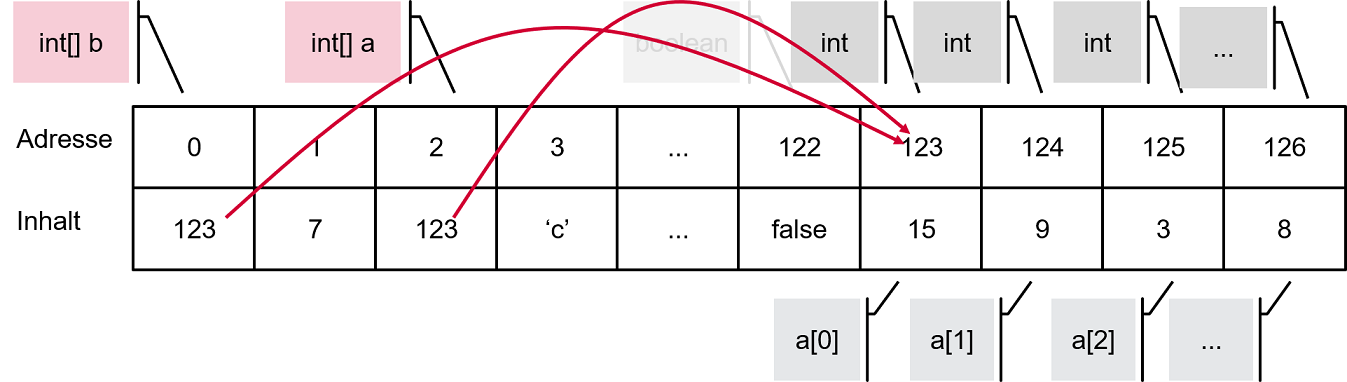 int[] b int[] a boolean int int int ...
Adresse 0 1 2 3 ... 122 123 124 125 126
Inhalt 123 7 123 ‘c’ ... false 15 9 3 8
a[0] a[1] a[2] ...